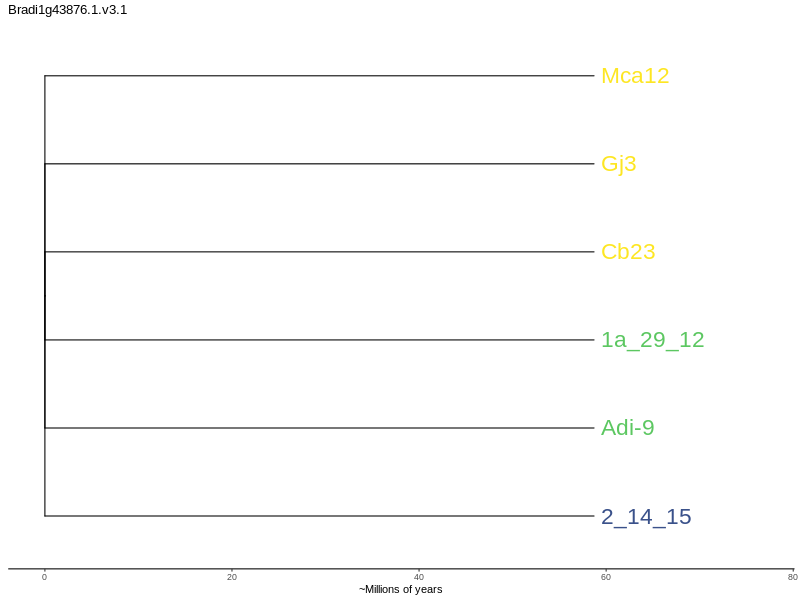 Bradi1g43876.1.v3.1
Mca12
Gj3
Cb23
1a_29_12
Adi-9
2_14_15
0 20 40 60 80
~Millions of years